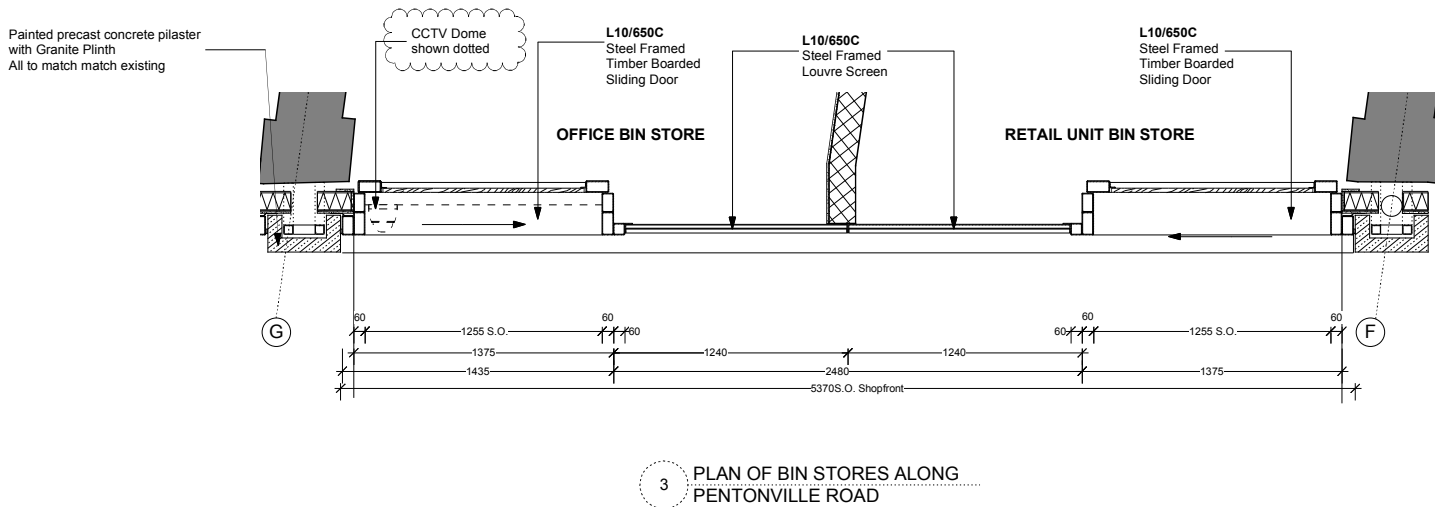 Painted precast concrete pilaster
with Granite Plinth
All to match match existing
CCTV Dome
shown dotted
L10/650C
Steel Framed
Timber Boarded
Sliding Door
L10/650C
Steel Framed
Louvre Screen
L10/650C
Steel Framed
Timber Boarded
Sliding Door
OFFICE BIN STORE
RETAIL UNIT BIN STORE
G
F
60
60
60
60
1255 S.O.
60
60
1255 S.O.
1375
1240
1240
1435
2480
1375
5370S.O. Shopfront
3
PLAN OF BIN STORES ALONG
PENTONVILLE ROAD